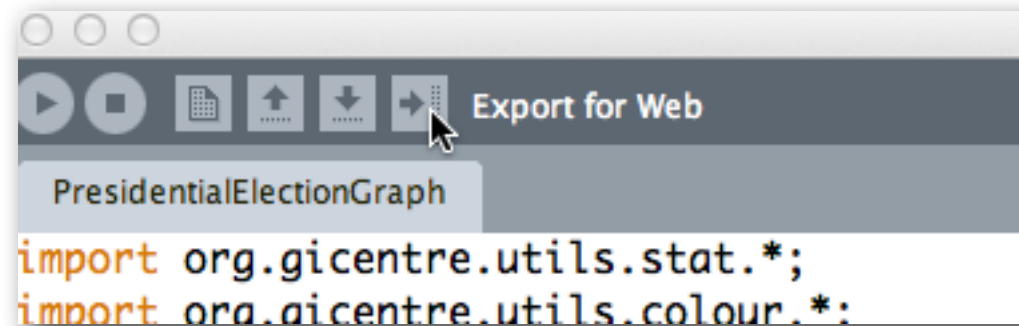 Export for Web
PresidentialElectionGraph
import org.gicentre.utils.stat.*;
import org.gicentre.utils.colour.*;